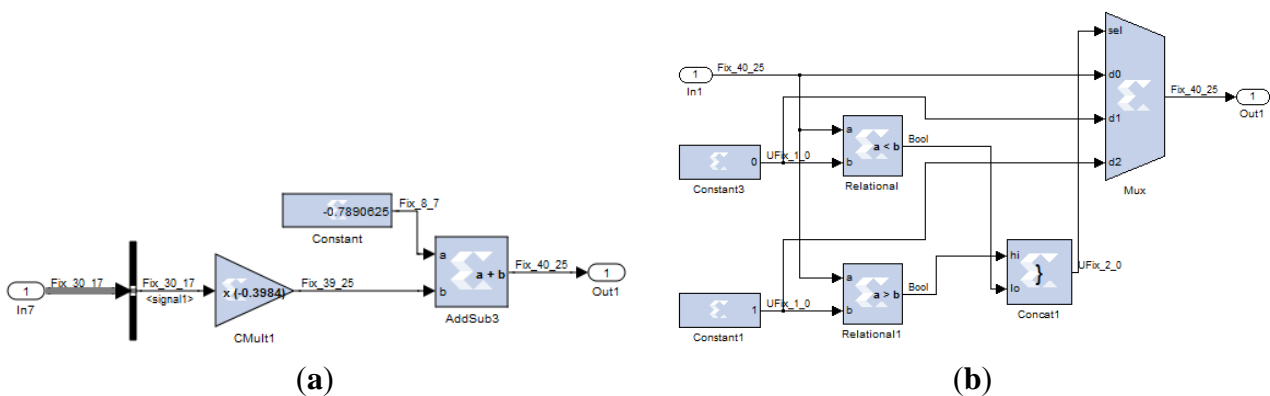 -0.7890625
Fix_8_7
Constant
1
In7
Fix_30_17
Fix_30_17
<signal1>
x (-0.3984)
CMult1
Fix_39_25
a
b
a + b
AddSub3
Fix_40_25
1
Out1
(a)
1
In1
Fix_40_25
0
Constant3
UFix_1_0
a
b
a < b
Relational
Bool
1
Constant1
UFix_1_0
a
b
a > b
Relational1
Bool
hi
lo
}
Concat1
UFix_2_0
sel
d0
d1
d2
Mux
Fix_40_25
1
Out1
(b)